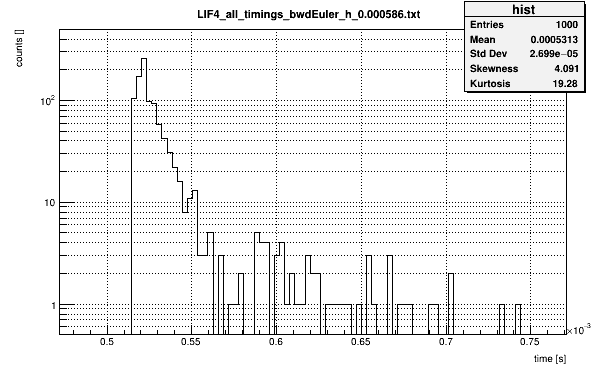 LIF4_all_timings_bwdEuler_h_0.000586.txt
hist
Entries 1000
Mean 0.0005313
Std Dev 2.699e−05
Skewness 4.091
Kurtosis 19.28
counts []
10²
10
1
0.5 0.55 0.6 0.65 0.7 0.75
×10⁻³
time [s]